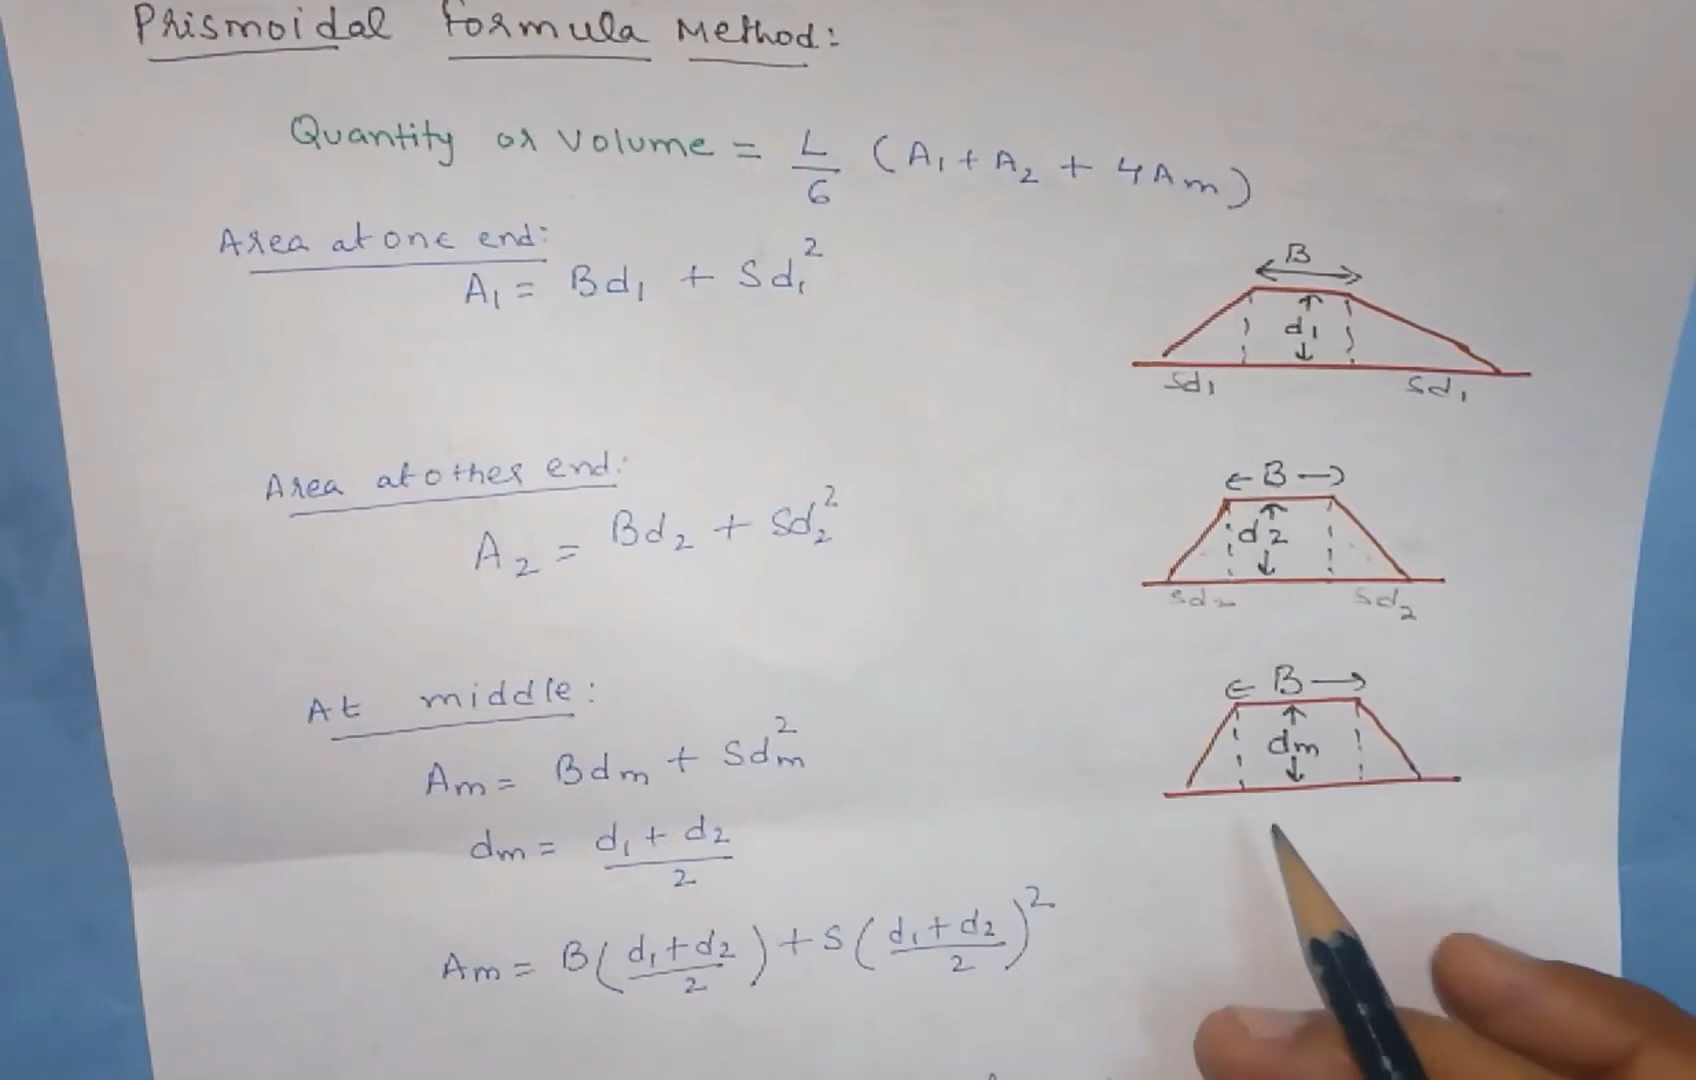 Prismoidal Formula Method:
Quantity or Volume = L/6 (A₁ + A₂ + 4Am)
Area at one end:
A₁ = Bd₁ + Sd₁²
B
d₁
Sd₁ Sd₁
Area at other end:
A₂ = Bd₂ + Sd₂²
B
d₂
Sd₂ Sd₂
At middle:
Am = Bdm + Sdm²
B
dm
dm = (d₁ + d₂)/2
Am = B((d₁+d₂)/2) + S((d₁+d₂)/2)²